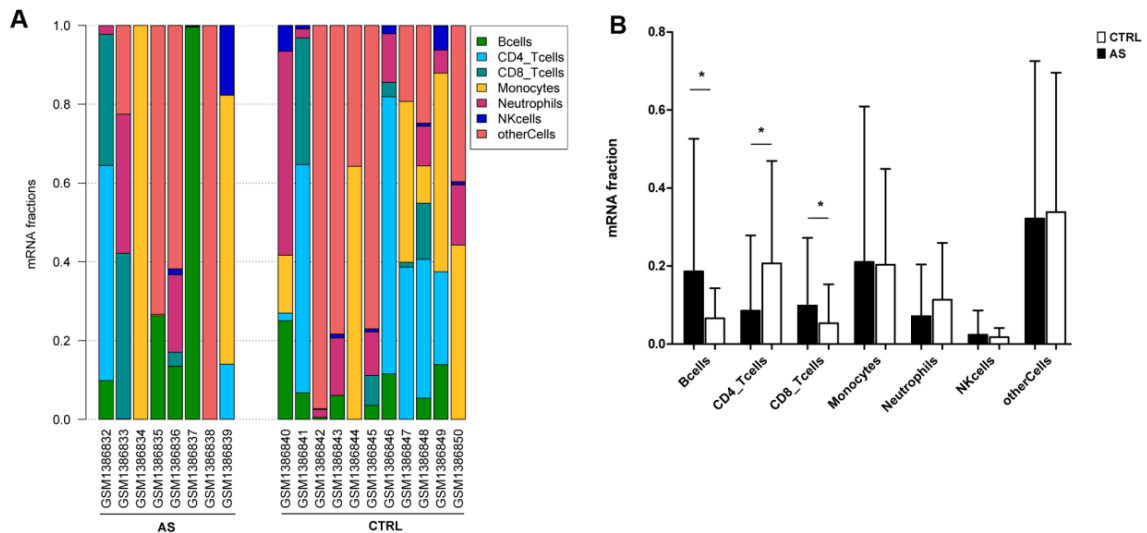 A
1.0
0.8
0.6
0.4
0.2
0.0
mRNA fractions
Bcells
CD4_Tcells
CD8_Tcells
Monocytes
Neutrophils
NKcells
otherCells
GSM1386832
GSM1386833
GSM1386834
GSM1386835
GSM1386836
GSM1386837
GSM1386838
GSM1386839
GSM1386840
GSM1386841
GSM1386842
GSM1386843
GSM1386844
GSM1386845
GSM1386846
GSM1386847
GSM1386848
GSM1386849
GSM1386850
AS
CTRL
B
0.8
0.6
0.4
0.2
0.0
mRNA fraction
*
*
*
CTRL
AS
Bcells
CD4_Tcells
CD8_Tcells
Monocytes
Neutrophils
NKcells
otherCells